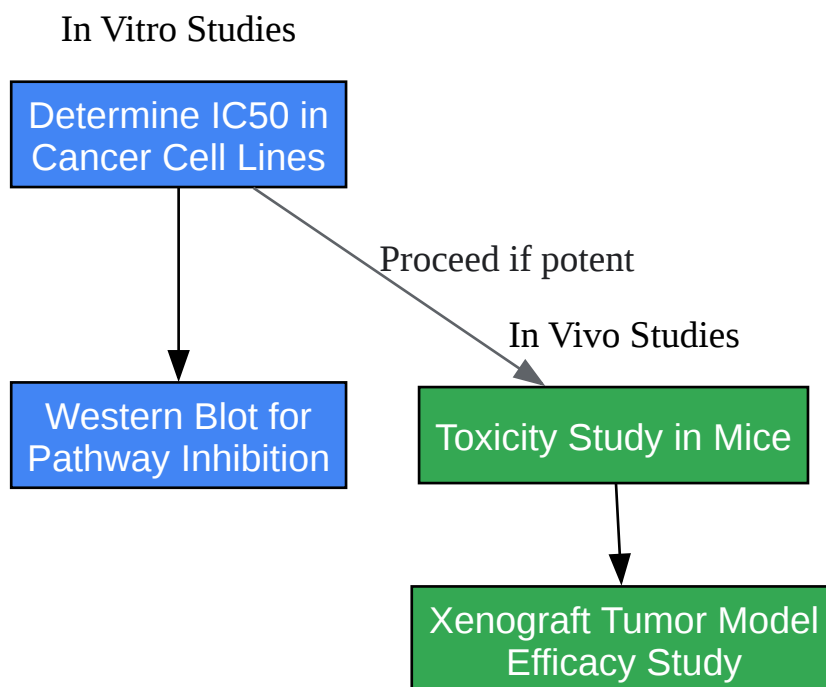 In Vitro Studies
Determine IC50 in
Cancer Cell Lines
Proceed if potent
In Vivo Studies
Western Blot for
Pathway Inhibition
Toxicity Study in Mice
Xenograft Tumor Model
Efficacy Study